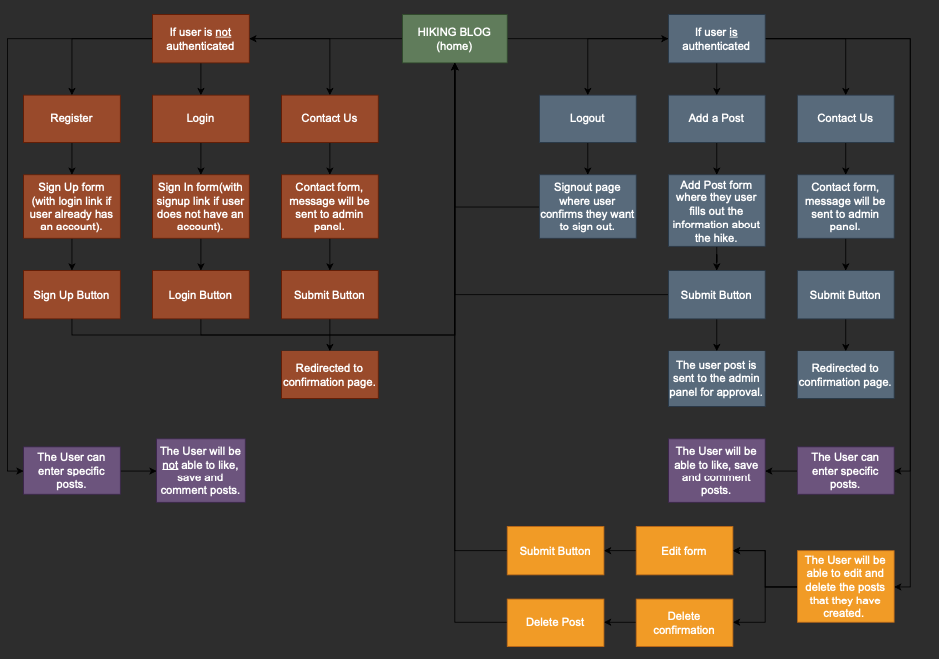 If user is not
authenticated
HIKING BLOG
(home)
If user is
authenticated
Register
Login
Contact Us
Logout
Add a Post
Contact Us
Sign Up form
(with login link if
user already has
an account).
Sign In form(with
signup link if user
does not have an
account).
Contact form,
message will be
sent to admin
panel.
Signout page
where user
confirms they want
to sign out.
Add Post form
where they user
fills out the
information about
the hike.
Contact form,
message will be
sent to admin
panel.
Sign Up Button
Login Button
Submit Button
Submit Button
Submit Button
Redirected to
confirmation page.
The user post is
sent to the admin
panel for approval.
Redirected to
confirmation page.
The User can
enter specific
posts.
The User will be
not able to like,
save and
comment posts.
The User will be
able to like, save
and comment
posts.
The User can
enter specific
posts.
Submit Button
Edit form
The User will be
able to edit and
delete the posts
that they have
created.
Delete Post
Delete
confirmation